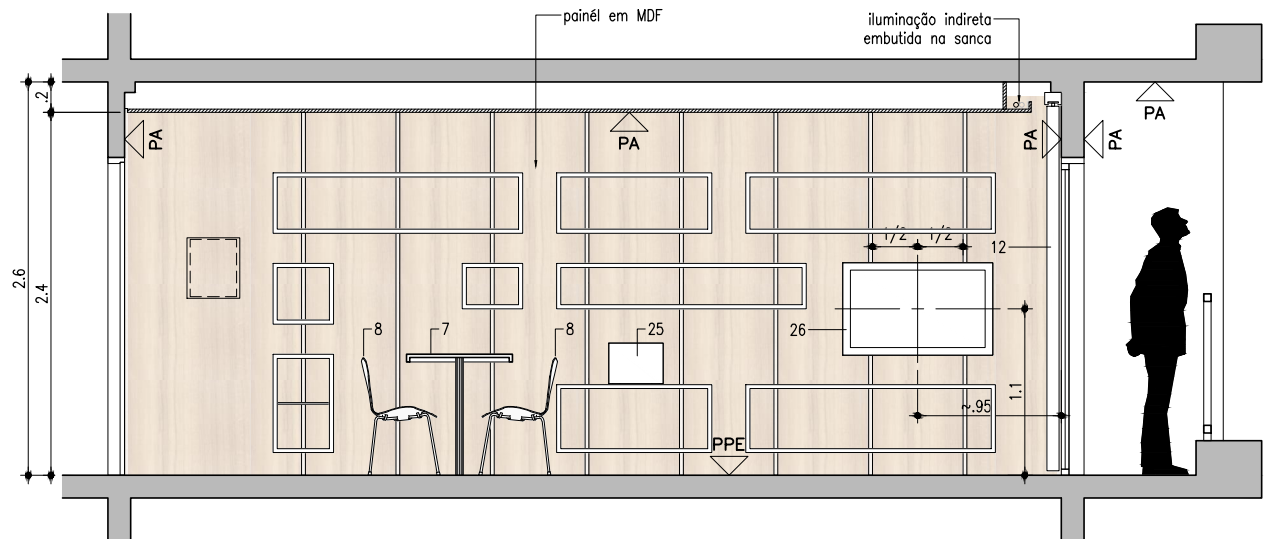 painél em MDF
iluminação indireta
embutida na sanca
.2
PA
PA
PA
PA
PA
1/2 1/2
12
2.6
2.4
8
7
8
25
26
1.1
~.95
PPE